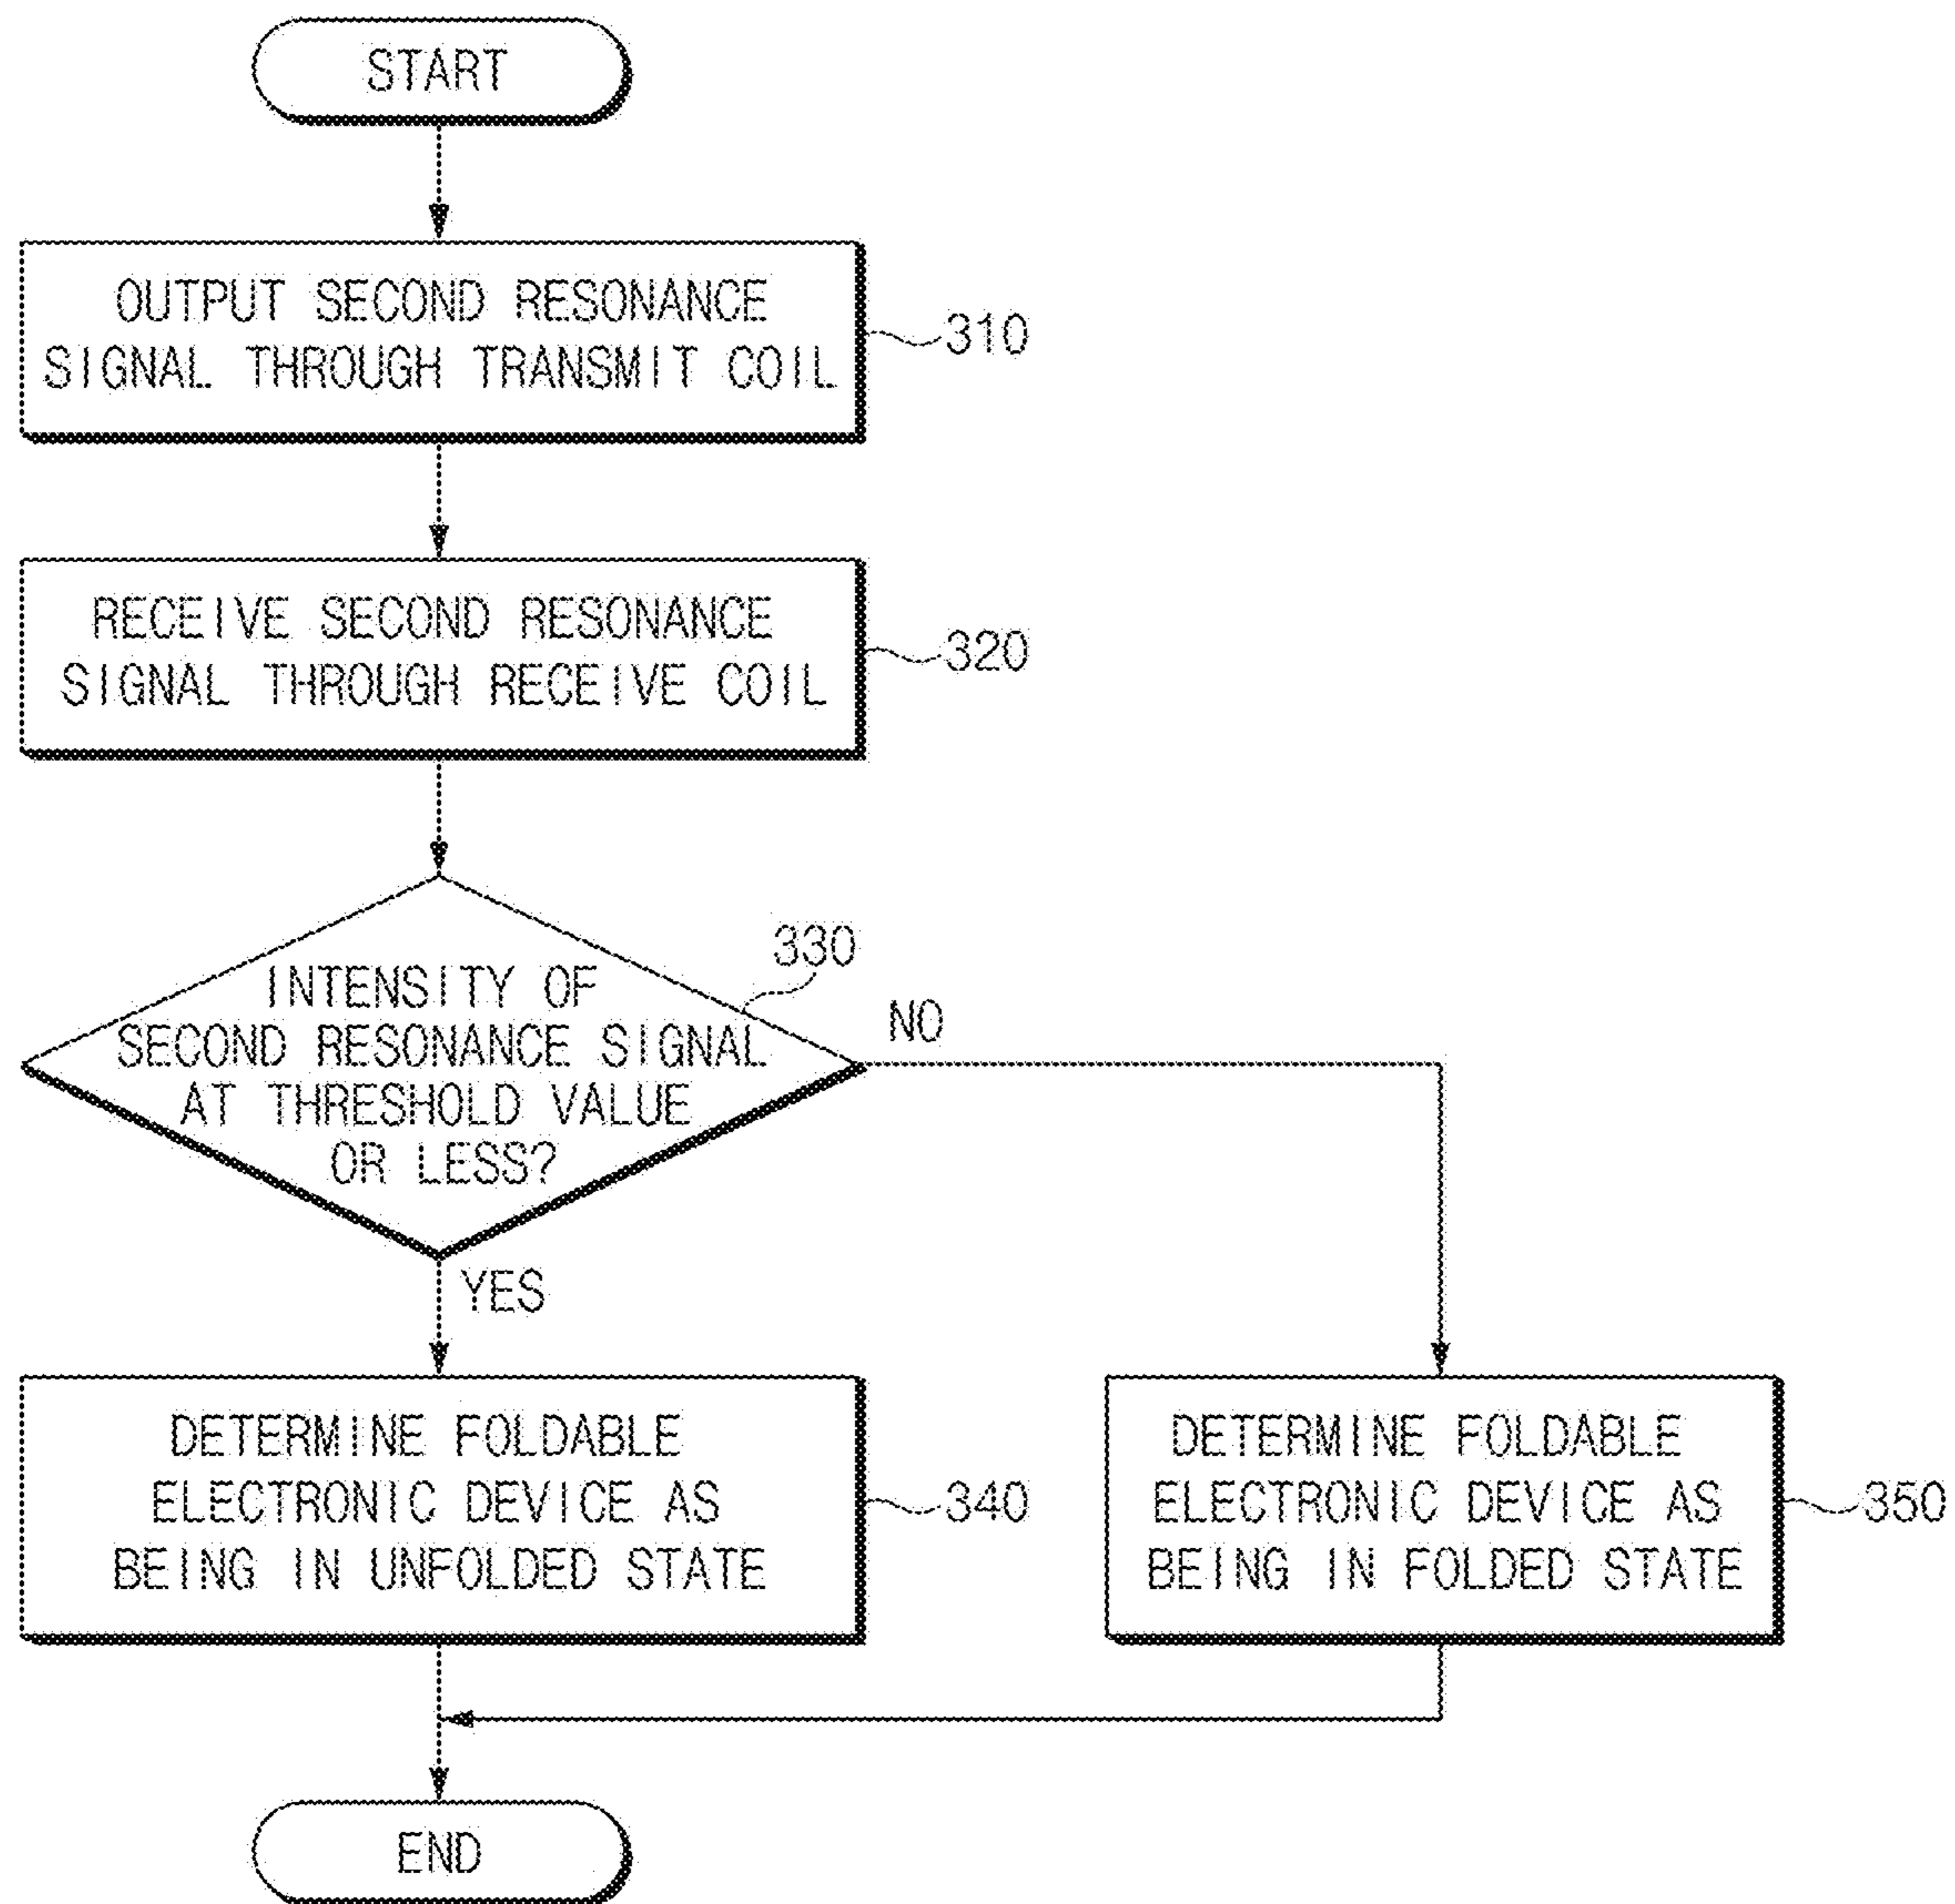 START
OUTPUT SECOND RESONANCE
SIGNAL THROUGH TRANSMIT COIL
310
RECEIVE SECOND RESONANCE
SIGNAL THROUGH RECEIVE COIL
320
330
INTENSITY OF
SECOND RESONANCE SIGNAL
AT THRESHOLD VALUE
OR LESS?
NO
YES
DETERMINE FOLDABLE
ELECTRONIC DEVICE AS
BEING IN UNFOLDED STATE
340
DETERMINE FOLDABLE
ELECTRONIC DEVICE AS
BEING IN FOLDED STATE
350
END